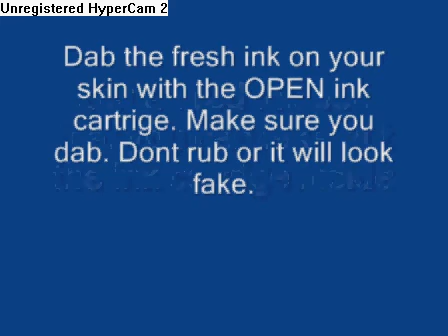 Unregistered HyperCam 2
Dab the fresh ink on your
skin with the OPEN ink
cartrige. Make sure you
dab. Dont rub or it will look
fake.